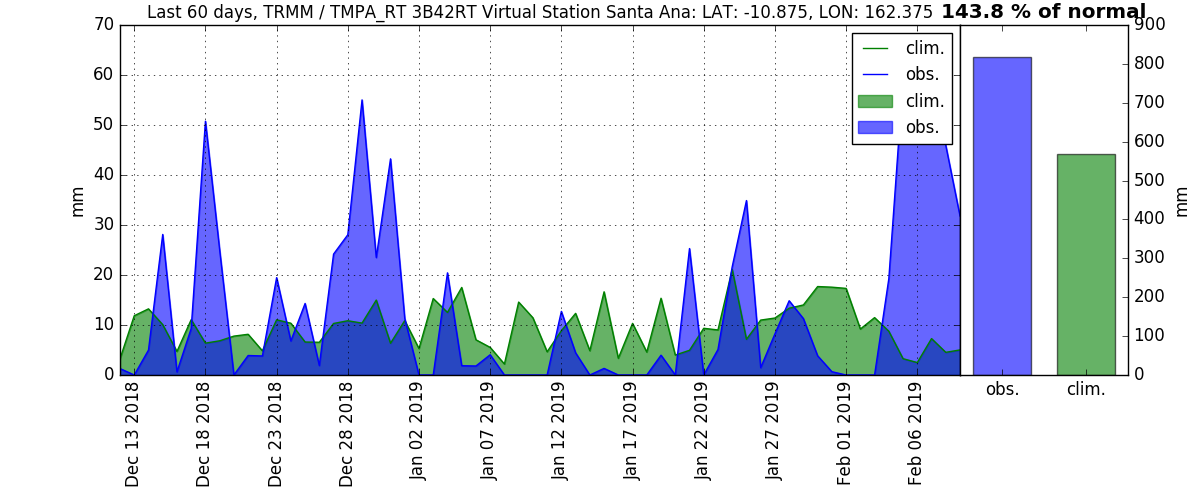 Last 60 days, TRMM / TMPA_RT 3B42RT Virtual Station Santa Ana: LAT: -10.875, LON: 162.375 143.8 % of normal
70
60
50
40
30
20
10
0
mm
clim.
obs.
clim.
obs.
900
800
700
600
500
400
300
200
100
0
mm
Dec 13 2018
Dec 18 2018
Dec 23 2018
Dec 28 2018
Jan 02 2019
Jan 07 2019
Jan 12 2019
Jan 17 2019
Jan 22 2019
Jan 27 2019
Feb 01 2019
Feb 06 2019
obs.
clim.